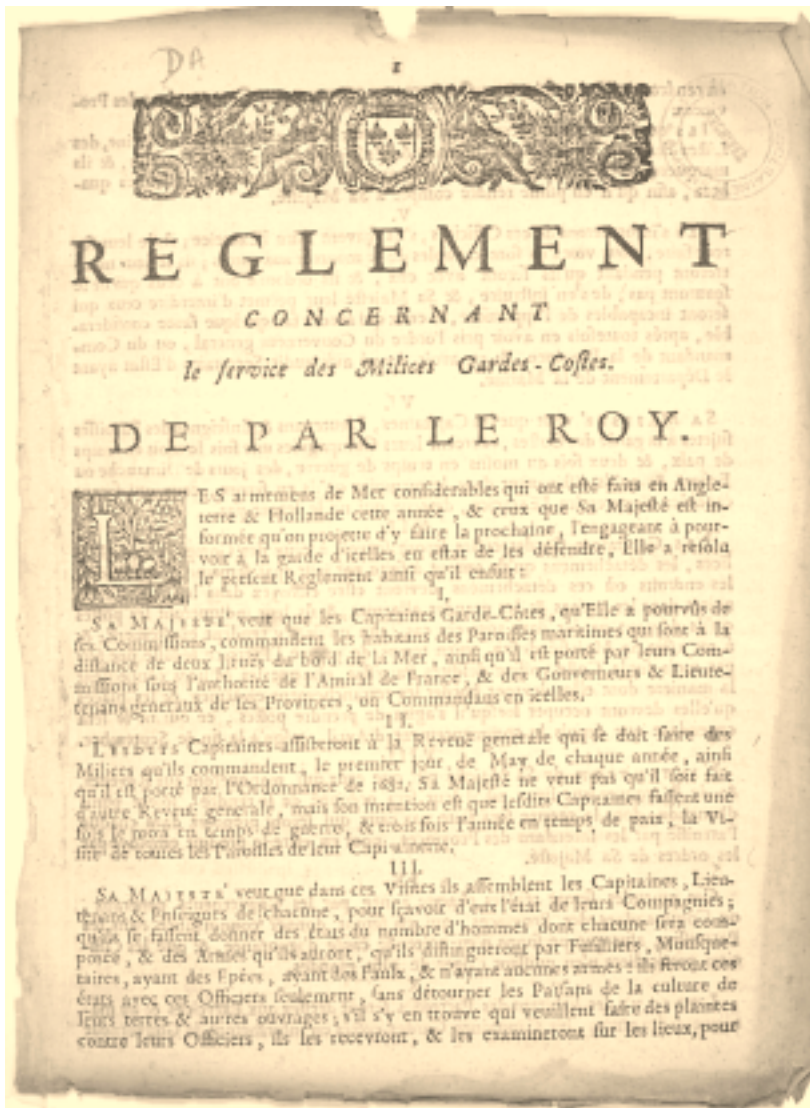 DA
1
REGLEMENT
CONCERNANT
le service des Milices Gardes-Costes.
DE PAR LE ROY.
LES armemens de Mer considerables qui ont esté faits en Angle-
terre & Hollande cette année, & ceux que Sa Majesté est in-
formée qu'on projette d'y faire la prochaine, l'engageant à pour-
voir à la garde d'icelles en estat de les défendre, Elle a resolu
le present Reglement ainsi qu'il ensuit:
I.
SA MAJESTE' veut que les Capitaines Garde-Côtes, qu'Elle a pourvûs de
ses Commissions, commandent les habitans des Paroisses maritimes qui sont à la
distance de deux lieuës du bord de la Mer, ainsi qu'il est porté par leurs Com-
missions sous l'authorité de l'Amiral de France, & des Gouverneurs & Lieute-
tenans generaux de ses Provinces, ou Commandans en icelles.
II.
LESDITS Capitaines assisteront à la Reveuë generale qui se doit faire des
Milices qu'ils commandent, le premier jour de May de chaque année, ainsi
qu'il est porté par l'Ordonnance de 1681. Sa Majesté ne veut pas qu'il soit fait
d'autre Reveuë generale, mais son intention est que lesdits Capitaines fassent une
fois le mois en temps de guerre, & trois fois l'année en temps de paix, la Vi-
site de toutes les Paroisses de leur Capitainerie.
III.
SA MAJESTE' veut que dans ces Visites ils assemblent les Capitaines, Lieu-
tenans & Enseignes de chacune, pour sçavoir d'eux l'état de leurs Compagnies;
qu'ils se fassent donner des états du nombre d'hommes dont chacune sera com-
posée, & des Armes qu'ils auront, qu'ils distingueront par Fusiliers, Mousque-
taires, ayant des Epées, ayant des Faulx, & n'ayant aucunes armes: ils feront ces
états avec ces Officiers seulement, sans détourner les Païsans de la culture de
leurs terres & autres ouvrages; s'il s'y en trouve qui veuillent faire des plaintes
contre leurs Officiers, ils les recevront, & les examineront sur les lieux, pour